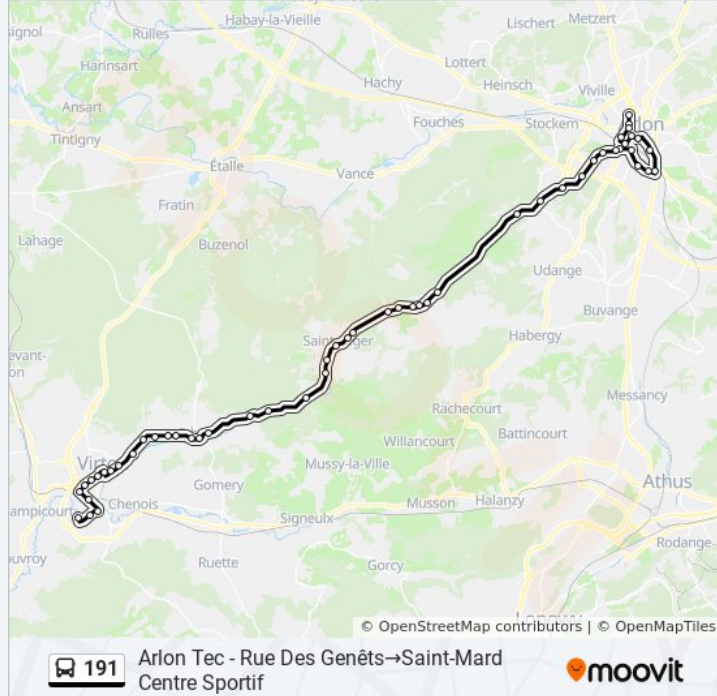 Habay-la-Vieille
Metzert
Lischert
Rulles
Lottert
Harinsart
Hachy
Heinsch
Viville
Ansart
Fouches
Stockem
Tintigny
Étalle
Vance
Fratin
Lahage
Buzenol
Udange
Buvange
Habergy
Messancy
Rachecourt
Battincourt
Willancourt
Mussy-la-Ville
Athus
Gomery
Chenois
Musson
Halanzy
Signeulx
Rodange
Ruette
Gorcy
© OpenStreetMap contributors | © OpenMapTiles
191
Arlon Tec - Rue Des Genêts→Saint-Mard
Centre Sportif
moovit